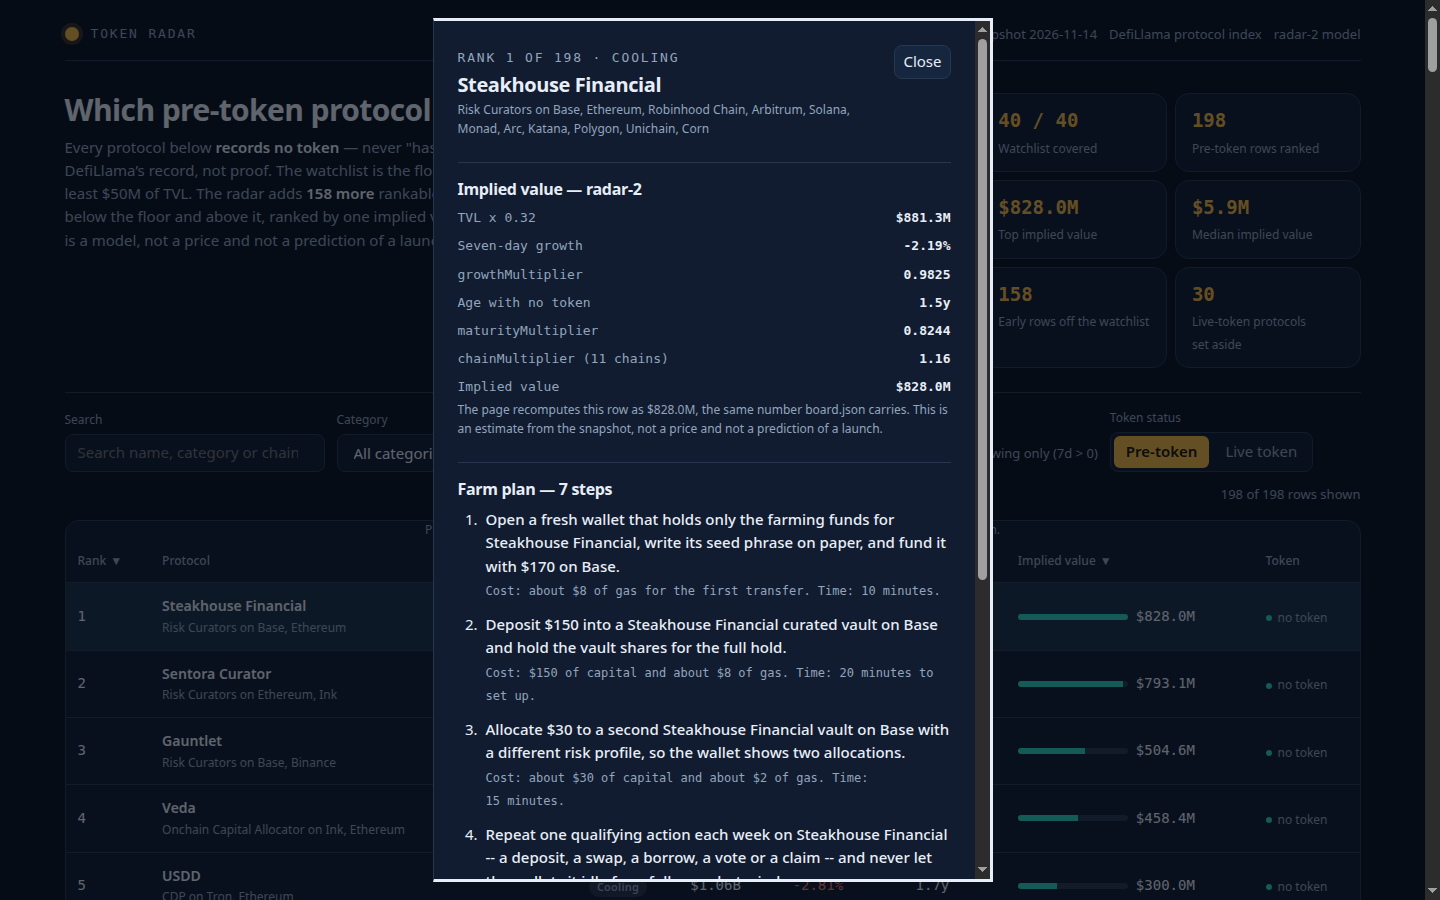 TOKEN RADAR
pshot 2026-11-14 DefiLlama protocol index radar-2 model
Which pre-token protocol
Every protocol below records no token — never "has
DefiLlama's record, not proof. The watchlist is the flo
least $50M of TVL. The radar adds 158 more rankable
below the floor and above it, ranked by one implied v
is a model, not a price and not a prediction of a laun
40 / 40
Watchlist covered
198
Pre-token rows ranked
$828.0M
Top implied value
$5.9M
Median implied value
158
Early rows off the watchlist
30
Live-token protocols
set aside
Search
Search name, category or chain
Category
All categori
wing only (7d > 0)
Token status
Pre-token Live token
198 of 198 rows shown
Rank ▼ Protocol Implied value ▼ Token
1
Steakhouse Financial
Risk Curators on Base, Ethereum
$828.0M
no token
2
Sentora Curator
Risk Curators on Ethereum, Ink
$793.1M
no token
3
Gauntlet
Risk Curators on Base, Binance
$504.6M
no token
4
Veda
Onchain Capital Allocator on Ink, Ethereum
$458.4M
no token
5
USDD
CDP on Tron, Ethereum
Cooling
$1.06B
-2.81%
1.7y
$300.0M
no token
RANK 1 OF 198 · COOLING
Steakhouse Financial
Risk Curators on Base, Ethereum, Robinhood Chain, Arbitrum, Solana,
Monad, Arc, Katana, Polygon, Unichain, Corn
Close
Implied value — radar-2
TVL x 0.32 $881.3M
Seven-day growth -2.19%
growthMultiplier 0.9825
Age with no token 1.5y
maturityMultiplier 0.8244
chainMultiplier (11 chains) 1.16
Implied value $828.0M
The page recomputes this row as $828.0M, the same number board.json carries. This is
an estimate from the snapshot, not a price and not a prediction of a launch.
Farm plan — 7 steps
1. Open a fresh wallet that holds only the farming funds for
Steakhouse Financial, write its seed phrase on paper, and fund it
with $170 on Base.
Cost: about $8 of gas for the first transfer. Time: 10 minutes.
2. Deposit $150 into a Steakhouse Financial curated vault on Base
and hold the vault shares for the full hold.
Cost: $150 of capital and about $8 of gas. Time: 20 minutes to
set up.
3. Allocate $30 to a second Steakhouse Financial vault on Base with
a different risk profile, so the wallet shows two allocations.
Cost: about $30 of capital and about $2 of gas. Time:
15 minutes.
4. Repeat one qualifying action each week on Steakhouse Financial
-- a deposit, a swap, a borrow, a vote or a claim -- and never let